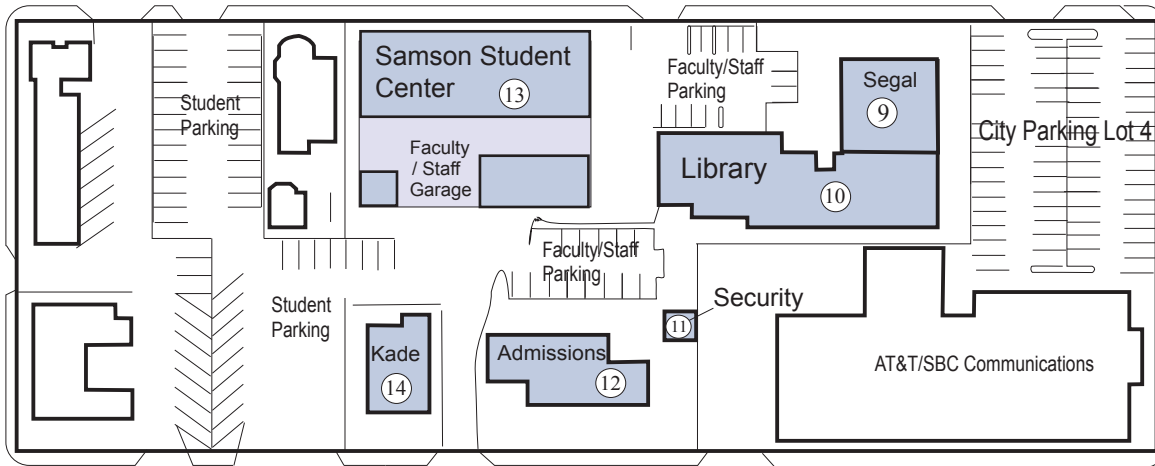 Samson Student
Center
13
Faculty/Staff
Parking
Segal
9
Student
Parking
City Parking Lot 4
Faculty
/ Staff
Garage
Library
10
Faculty/Staff
Parking
Student
Parking
Security
11
Kade
14
Admissions
12
AT&T/SBC Communications